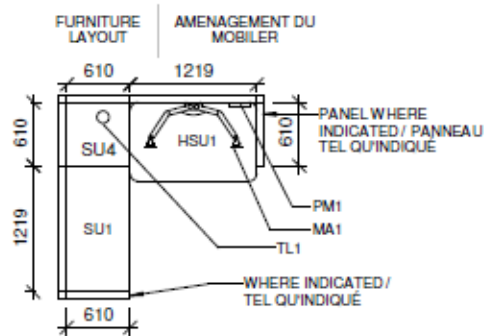 FURNITURE
LAYOUT
AMENAGEMENT DU
MOBILER
610
1219
610
1219
610
610
SU4
HSU1
SU1
PANEL WHERE
INDICATED / PANNEAU
TEL QU'INDIQUÉ
PM1
MA1
TL1
WHERE INDICATED /
TEL QU'INDIQUÉ